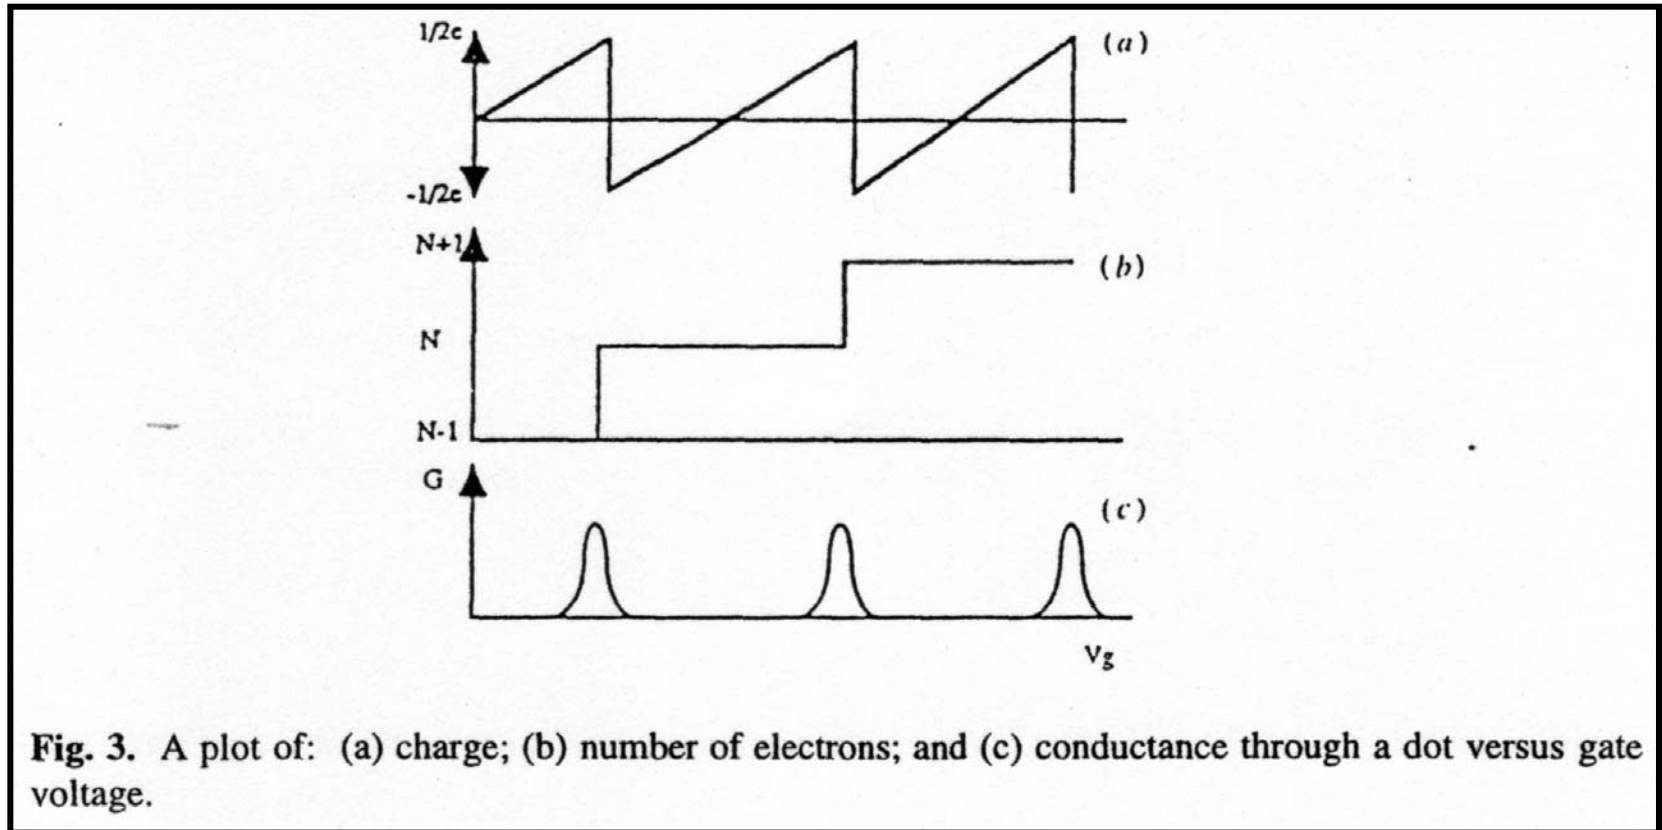 1/2e
(a)
-1/2e
N+1
(b)
N
N-1
G
(c)
Vg
Fig. 3. A plot of: (a) charge; (b) number of electrons; and (c) conductance through a dot versus gate
voltage.